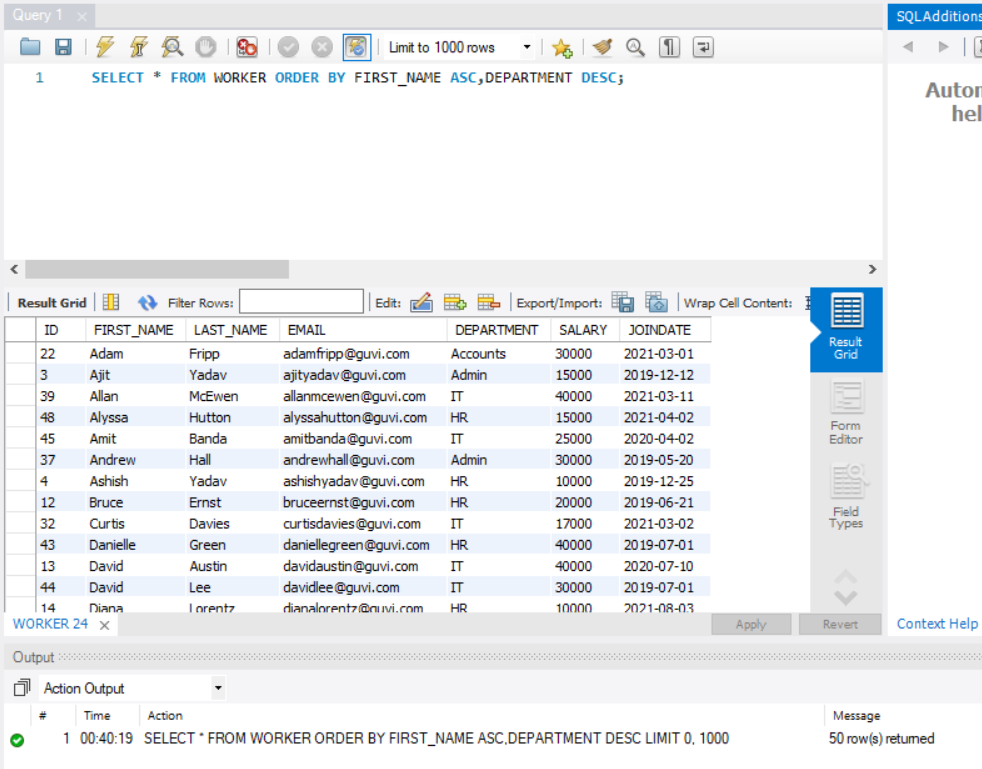 Query 1
SQLAdditions
Limit to 1000 rows
1 SELECT * FROM WORKER ORDER BY FIRST_NAME ASC,DEPARTMENT DESC;
Result Grid Filter Rows: Edit: Export/Import: Wrap Cell Content:
ID FIRST_NAME LAST_NAME EMAIL DEPARTMENT SALARY JOINDATE
22 Adam Fripp adamfripp@guvi.com Accounts 30000 2021-03-01
3 Ajit Yadav ajityadav@guvi.com Admin 15000 2019-12-12
39 Allan McEwen allanmcewen@guvi.com IT 40000 2021-03-11
48 Alyssa Hutton alyssahutton@guvi.com HR 15000 2021-04-02
45 Amit Banda amitbanda@guvi.com IT 25000 2020-04-02
37 Andrew Hall andrewhall@guvi.com Admin 30000 2019-05-20
4 Ashish Yadav ashishyadav@guvi.com HR 10000 2019-12-25
12 Bruce Ernst bruceernst@guvi.com HR 20000 2019-06-21
32 Curtis Davies curtisdavies@guvi.com IT 17000 2021-03-02
43 Danielle Green daniellegreen@guvi.com HR 40000 2019-07-01
13 David Austin davidaustin@guvi.com IT 40000 2020-07-10
44 David Lee davidlee@guvi.com IT 30000 2019-07-01
14 Diana Lorentz dianalorentz@guvi.com HR 10000 2021-08-03
Result
Grid
Form
Editor
Field
Types
WORKER 24 Apply Revert Context Help
Output
Action Output
# Time Action Message
1 00:40:19 SELECT * FROM WORKER ORDER BY FIRST_NAME ASC,DEPARTMENT DESC LIMIT 0, 1000 50 row(s) returned